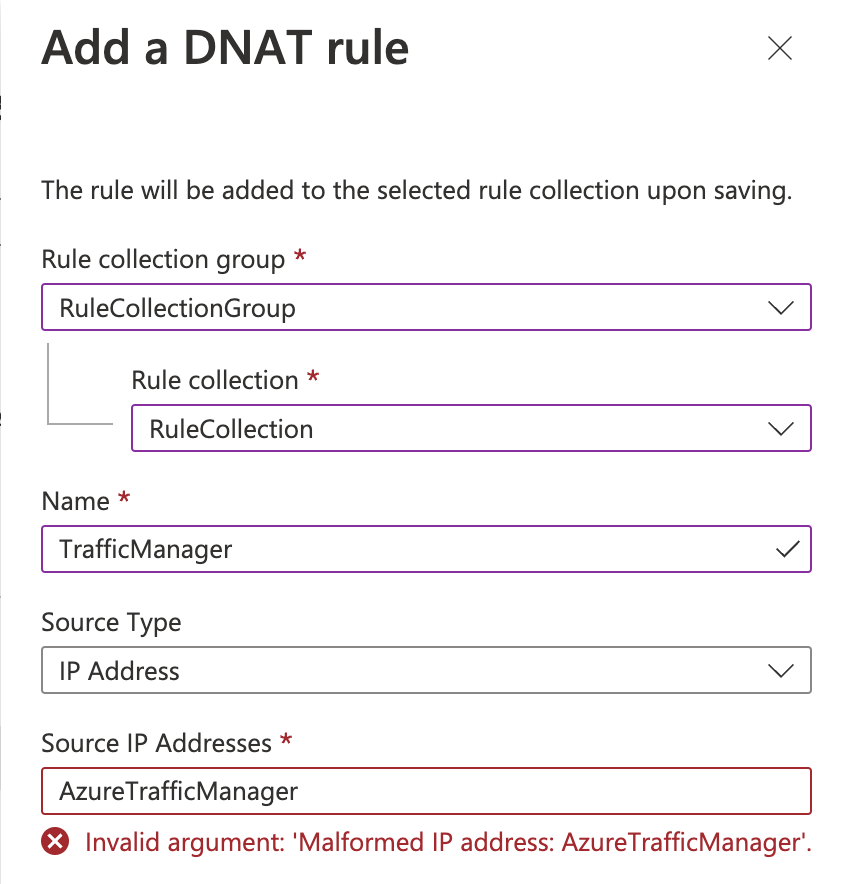 Add a DNAT rule
The rule will be added to the selected rule collection upon saving.
Rule collection group *
RuleCollectionGroup
Rule collection *
RuleCollection
Name *
TrafficManager
Source Type
IP Address
Source IP Addresses *
AzureTrafficManager
Invalid argument: 'Malformed IP address: AzureTrafficManager'.